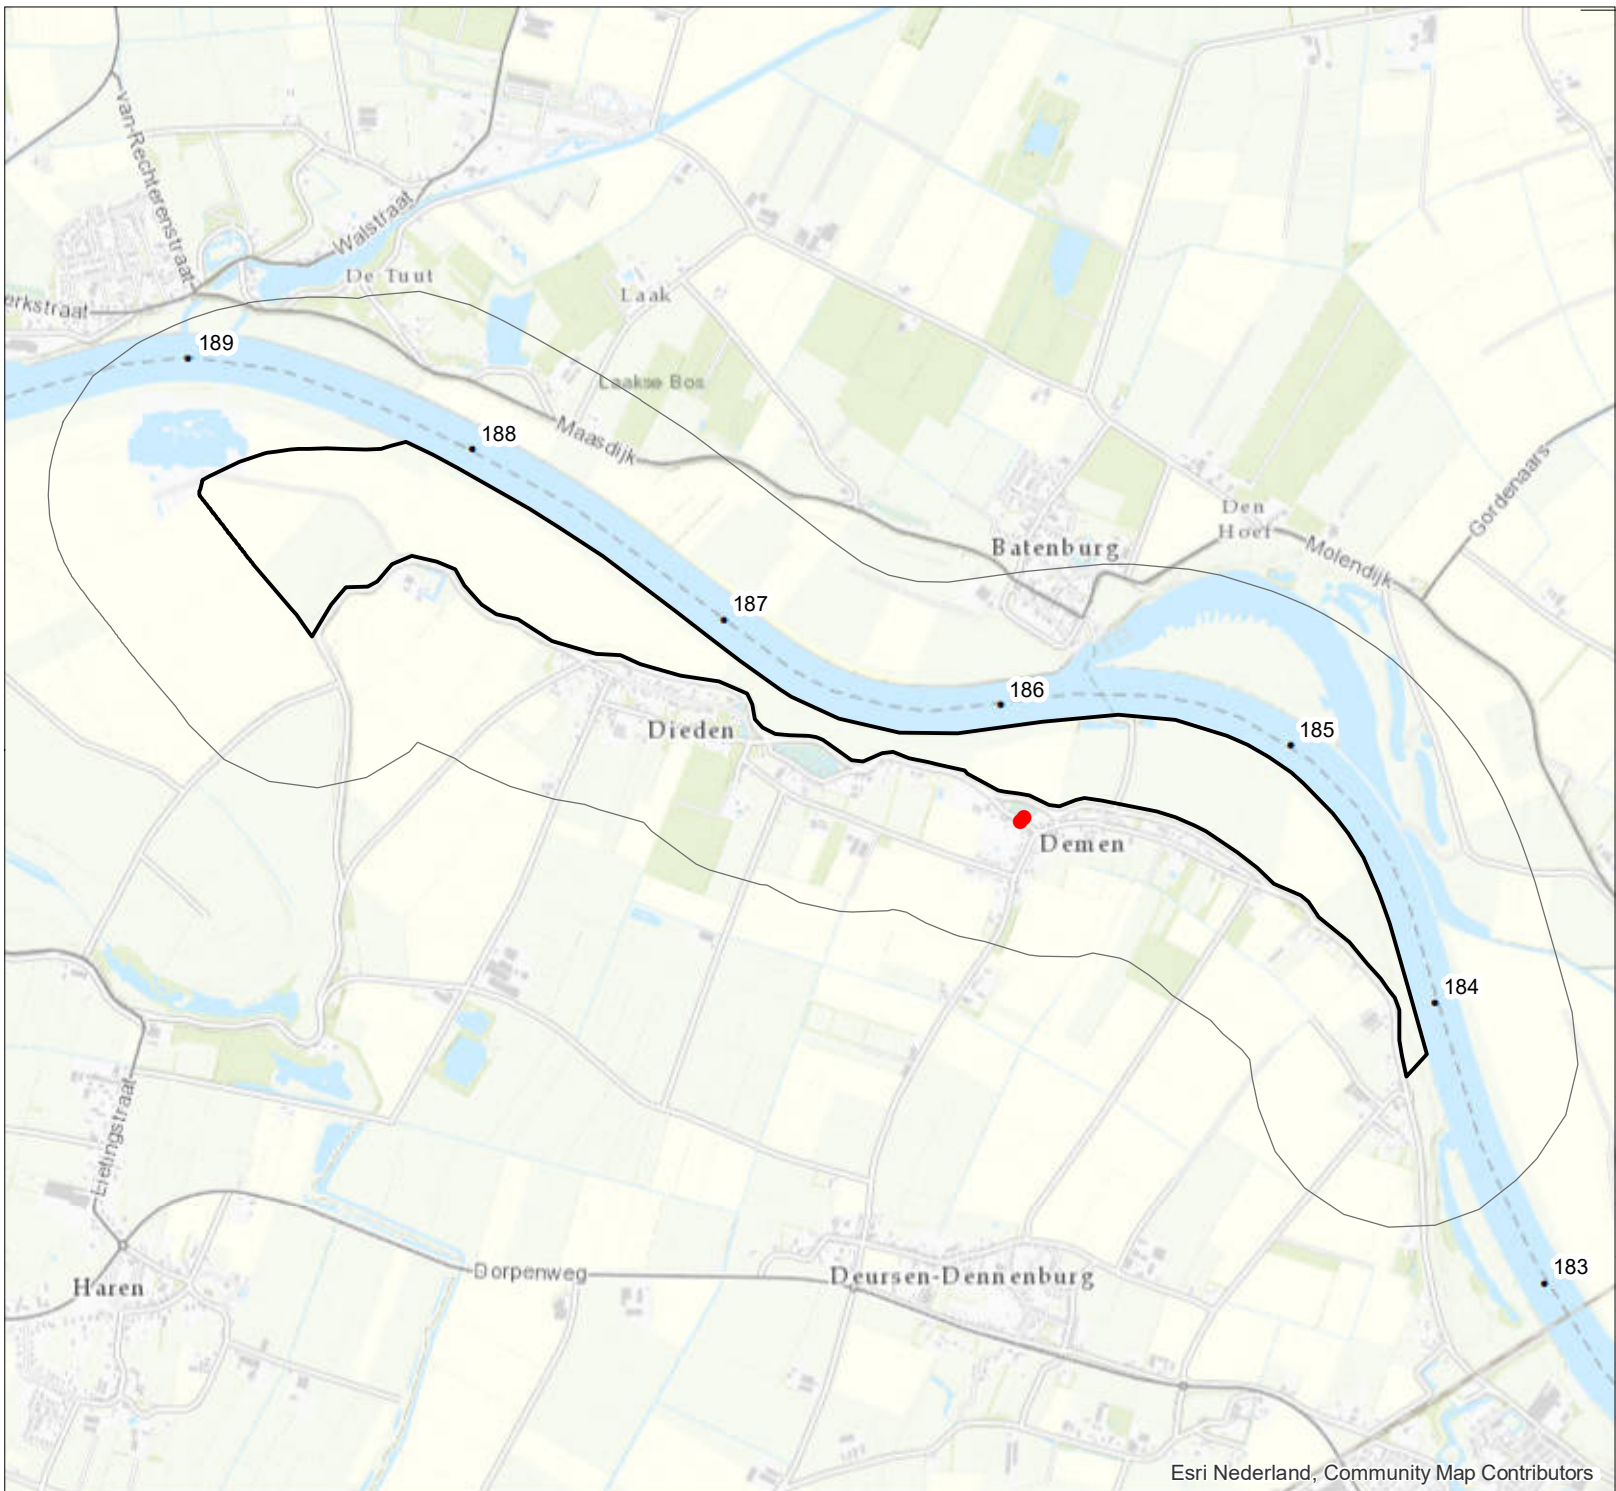 van-Rechterenstraat
Walstraat
De Tuut
Laak
erkstraat
189
Laakse Bos
188
Maasdijk
Gordenaars
Den
Hoef
Molendijk
Batenburg
187
186
185
Dieden
Demen
184
Lietingstraat
183
Haren
Dorpenweg
Deursen-Dennenburg
Esri Nederland, Community Map Contributors